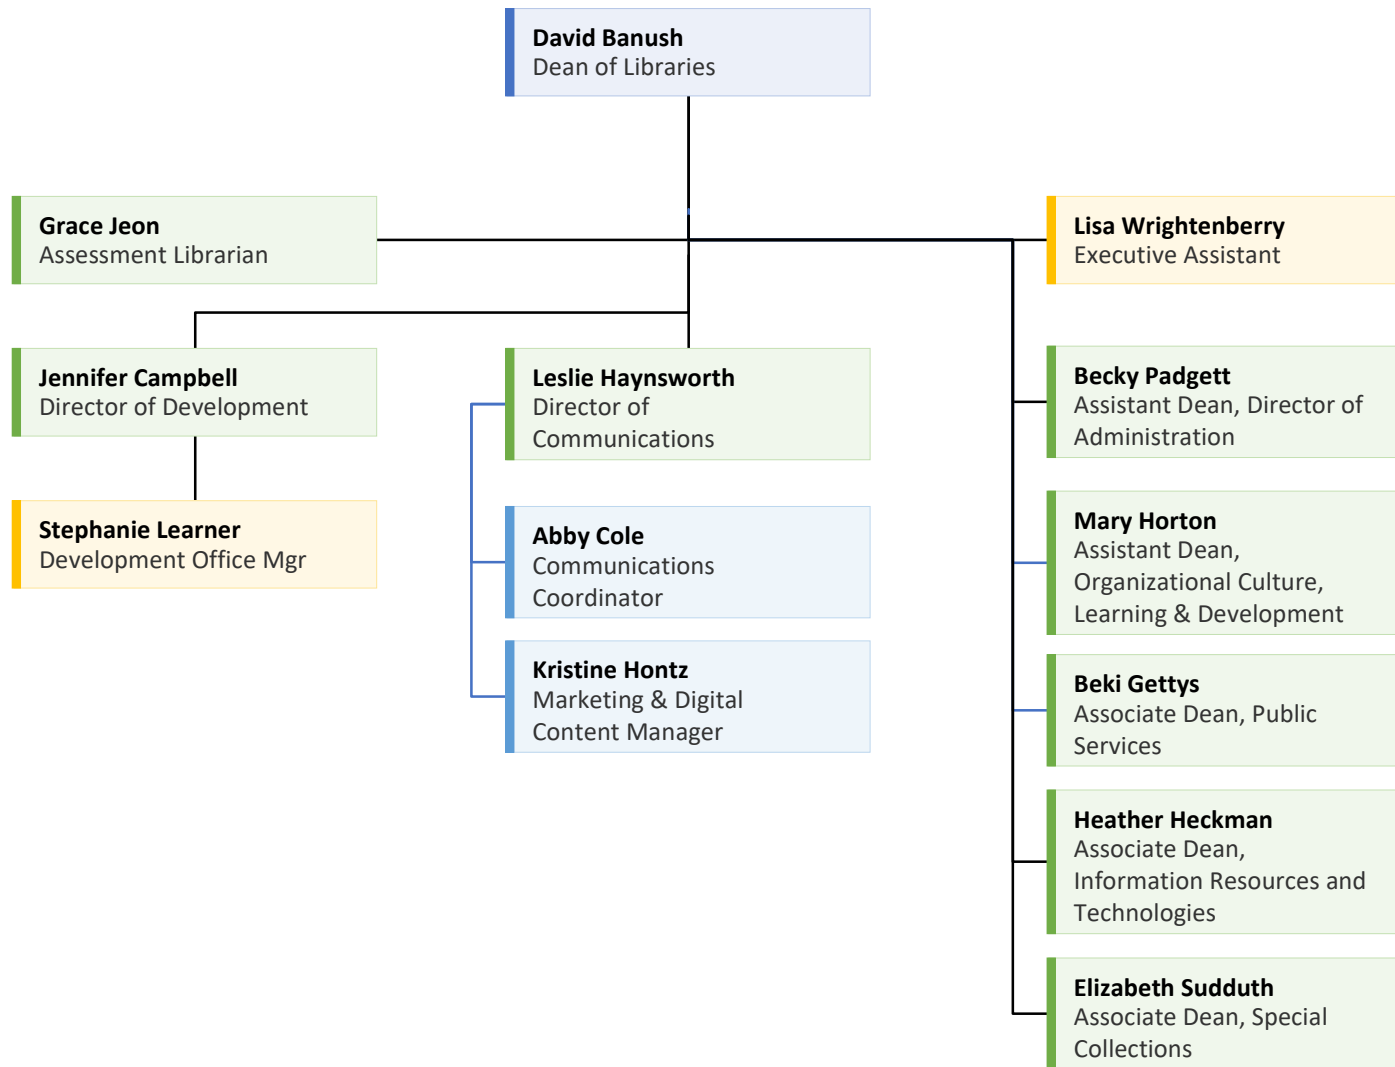 David Banush
Dean of Libraries
Grace Jeon
Assessment Librarian
Lisa Wrightenberry
Executive Assistant
Jennifer Campbell
Director of Development
Leslie Haynsworth
Director of
Communications
Becky Padgett
Assistant Dean, Director of
Administration
Stephanie Learner
Development Office Mgr
Abby Cole
Communications
Coordinator
Mary Horton
Assistant Dean,
Organizational Culture,
Learning & Development
Kristine Hontz
Marketing & Digital
Content Manager
Beki Gettys
Associate Dean, Public
Services
Heather Heckman
Associate Dean,
Information Resources and
Technologies
Elizabeth Sudduth
Associate Dean, Special
Collections